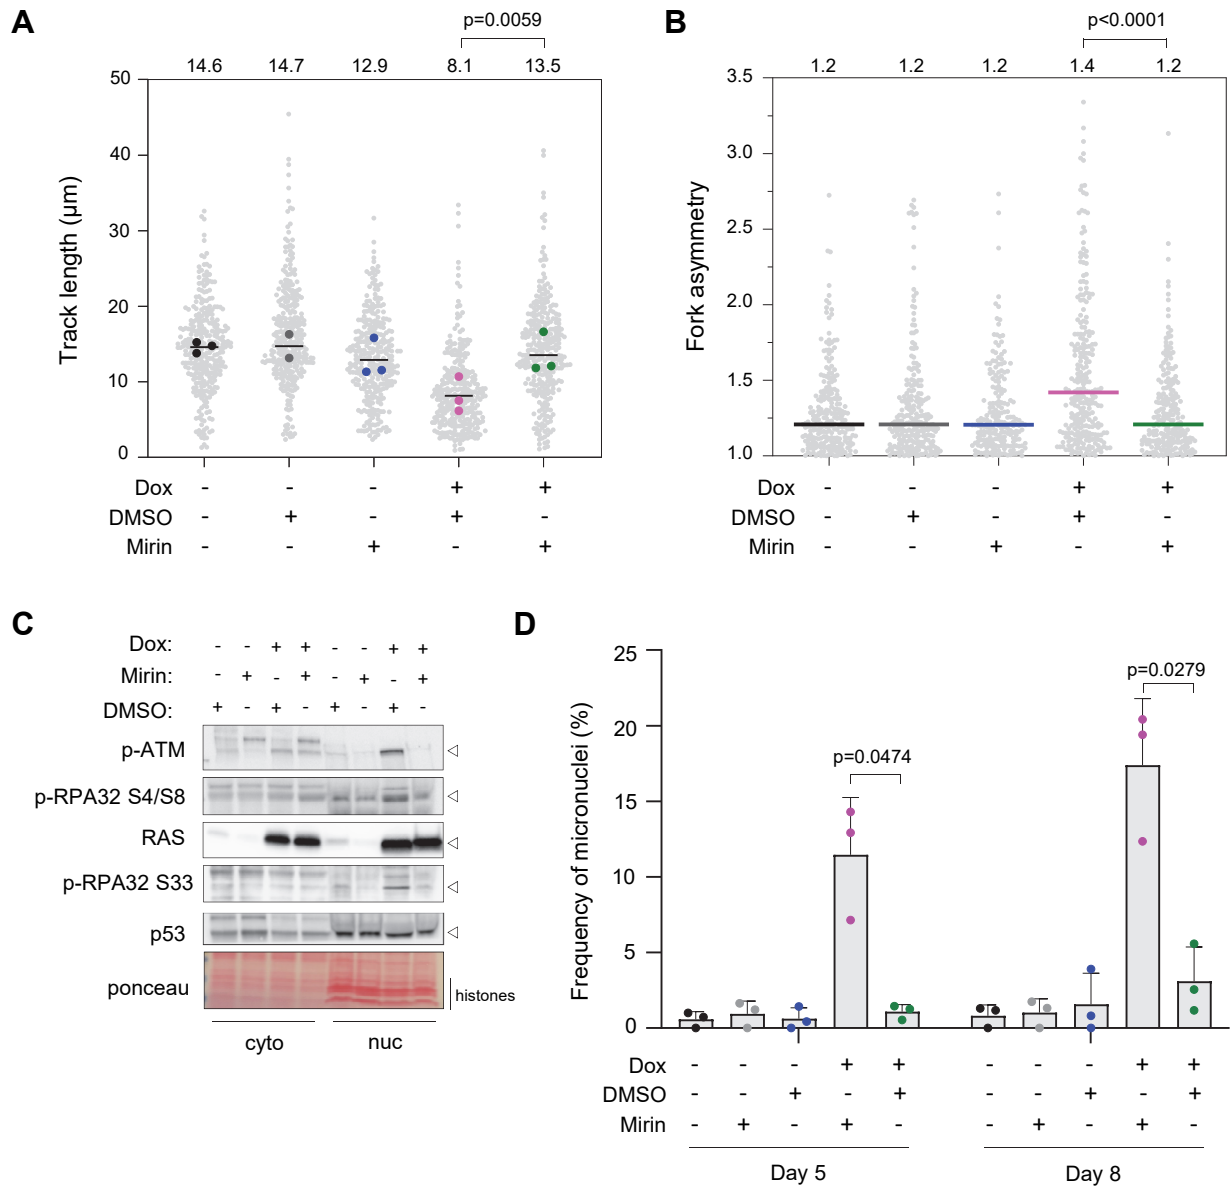 A
p=0.0059
14.6 14.7 12.9 8.1 13.5
50
40
30
20
10
0
Track length (μm)
Dox - - - + +
DMSO - + - + -
Mirin - - + - +
B
p<0.0001
1.2 1.2 1.2 1.4 1.2
3.5
3.0
2.5
2.0
1.5
1.0
Fork asymmetry
Dox - - - + +
DMSO - + - + -
Mirin - - + - +
C
Dox: - - + + - - + +
Mirin: - + - + - + - +
DMSO: + - + - + - + -
p-ATM
p-RPA32 S4/S8
RAS
p-RPA32 S33
p53
ponceau
histones
cyto nuc
D
p=0.0474
p=0.0279
25
20
15
10
5
0
Frequency of micronuclei (%)
Dox - - - + + - - - + +
DMSO - - + - + - - + - +
Mirin - + - + - - + - + -
Day 5 Day 8